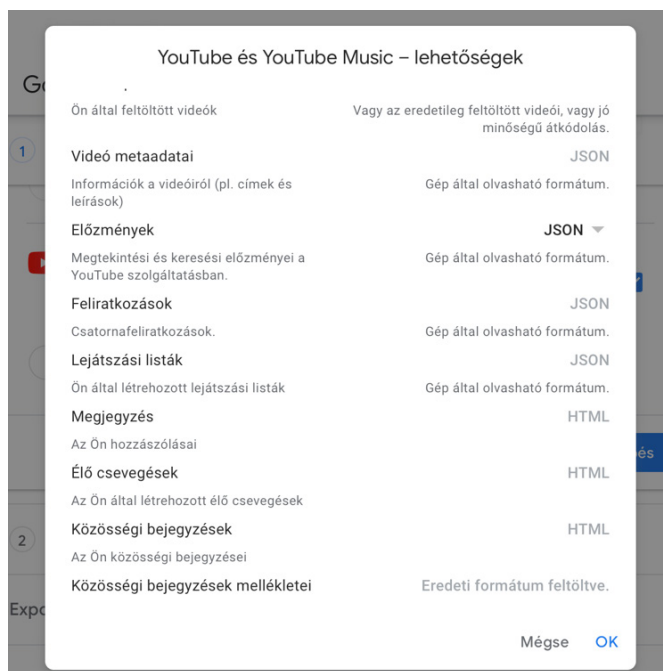 YouTube és YouTube Music – lehetőségek
Ön által feltöltött videók
Vagy az eredetileg feltöltött videói, vagy jó
minőségű átkódolás.
1
Videó metaadatai
JSON
Információk a videóiról (pl. címek és
leírások)
Gép által olvasható formátum.
Előzmények
JSON
Megtekintési és keresési előzményei a
YouTube szolgáltatásban.
Gép által olvasható formátum.
Feliratkozások
JSON
Csatornafeliratkozások.
Gép által olvasható formátum.
Lejátszási listák
JSON
Ön által létrehozott lejátszási listák
Gép által olvasható formátum.
Megjegyzés
HTML
Az Ön hozzászólásai
Élő csevegések
HTML
Az Ön által létrehozott élő csevegések
Közösségi bejegyzések
HTML
2
Az Ön közösségi bejegyzései
Közösségi bejegyzések mellékletei
Eredeti formátum feltöltve.
Mégse
OK